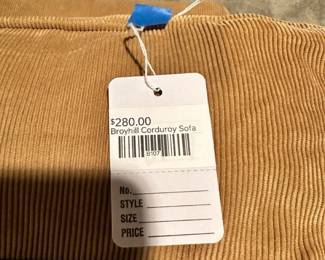 $280.00
Broyhill Corduroy Sofa
No.
STYLE
SIZE
PRICE